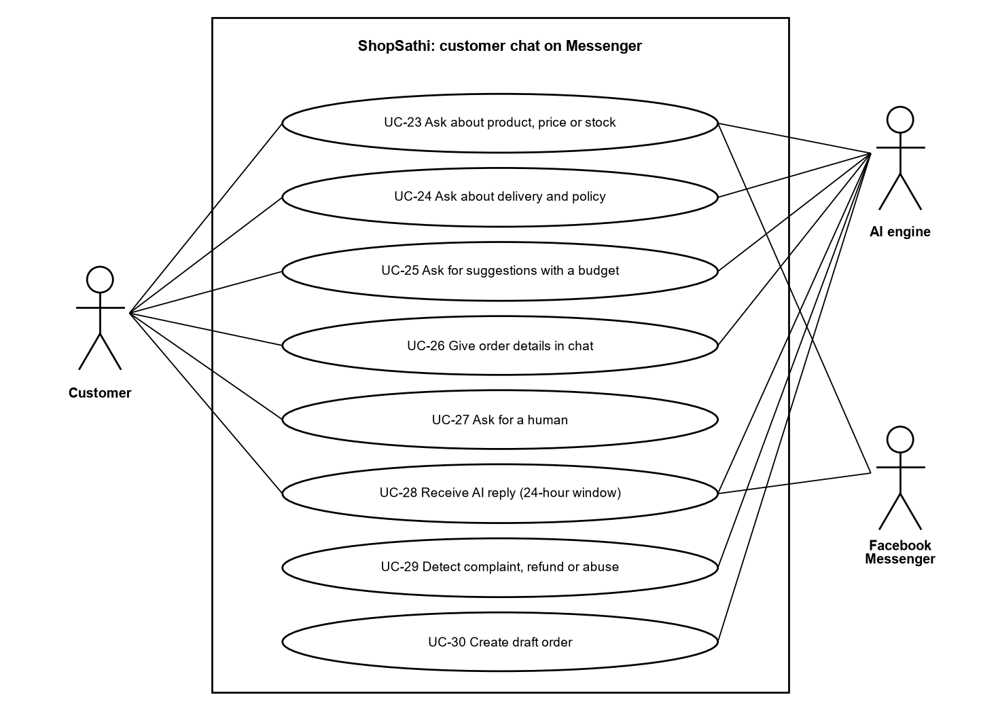 ShopSathi: customer chat on Messenger
UC-23 Ask about product, price or stock
UC-24 Ask about delivery and policy
UC-25 Ask for suggestions with a budget
UC-26 Give order details in chat
UC-27 Ask for a human
UC-28 Receive AI reply (24-hour window)
UC-29 Detect complaint, refund or abuse
UC-30 Create draft order
Customer
AI engine
Facebook
Messenger